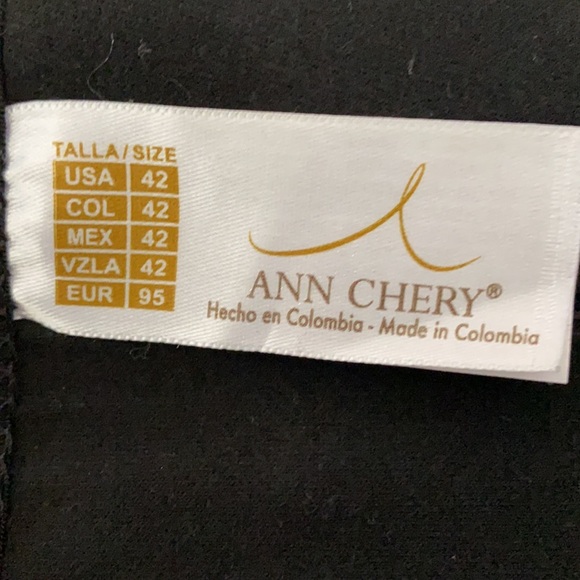 TALLA/SIZE
USA 42
COL 42
MEX 42
VZLA 42
EUR 95
ANN CHERY®
Hecho en Colombia - Made in Colombia